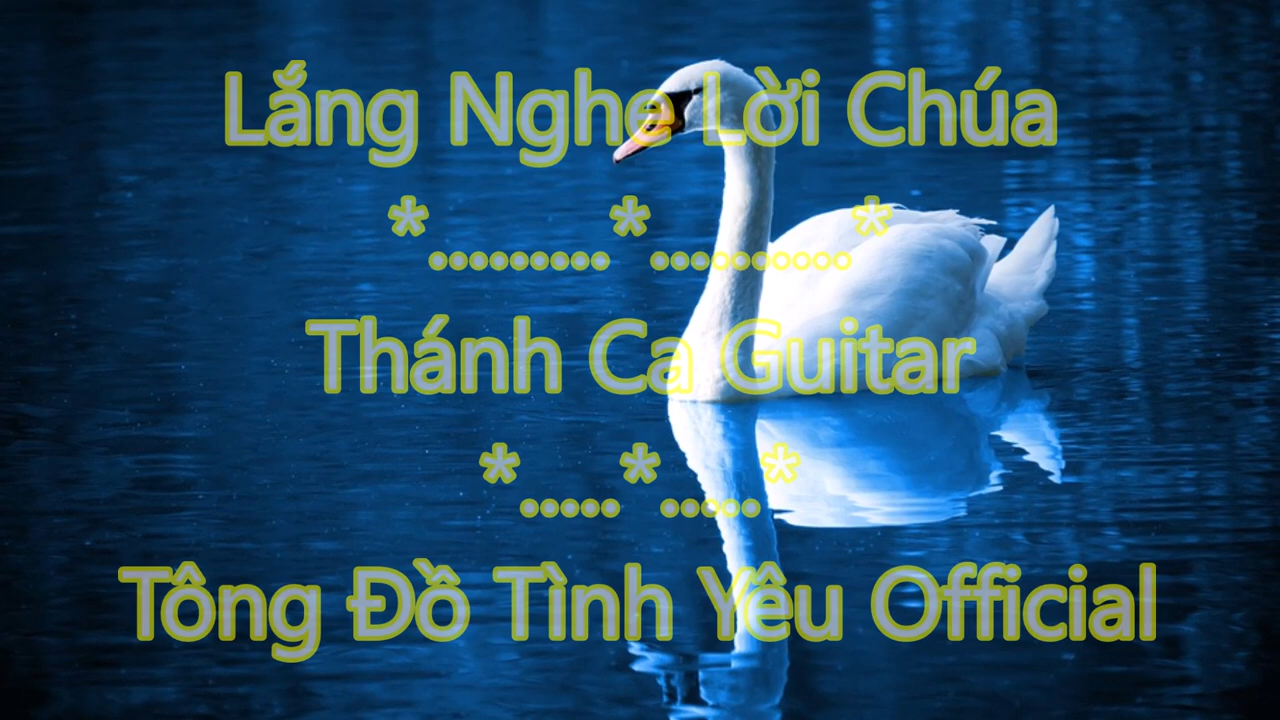 Lắng Nghe Lời Chúa
*.........*..........*
Thánh Ca Guitar
*.....*.....*
Tông Đồ Tình Yêu Official